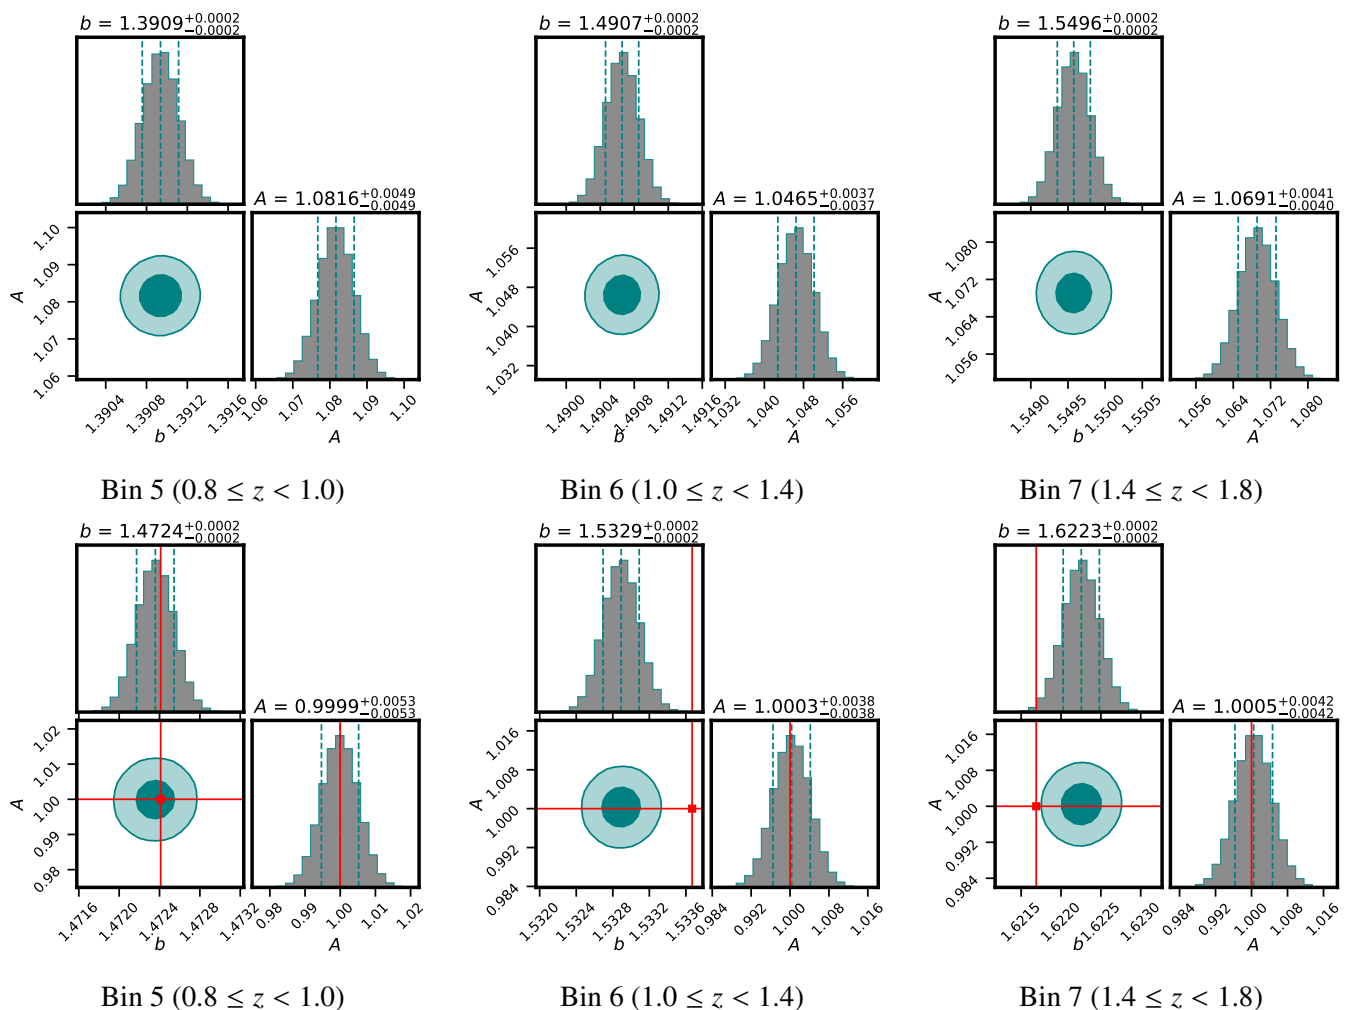 b = 1.3909+0.0002−0.0002
b = 1.4907+0.0002−0.0002
b = 1.5496+0.0002−0.0002
A = 1.0816+0.0049−0.0049
A = 1.0465+0.0037−0.0037
A = 1.0691+0.0041−0.0040
A
1.10
1.09
1.08
1.07
1.06
1.3904 1.3908 1.3912 1.3916
b
1.06 1.07 1.08 1.09 1.10
A
A
1.056
1.048
1.040
1.032
1.4900 1.4904 1.4908 1.4912 1.4916
b
1.032 1.040 1.048 1.056
A
A
1.080
1.072
1.064
1.056
1.5490 1.5495 1.5500 1.5505
b
1.056 1.064 1.072 1.080
A
Bin 5 (0.8 ≤ z < 1.0)
Bin 6 (1.0 ≤ z < 1.4)
Bin 7 (1.4 ≤ z < 1.8)
b = 1.4724+0.0002−0.0002
b = 1.5329+0.0002−0.0002
b = 1.6223+0.0002−0.0002
A = 0.9999+0.0053−0.0053
A = 1.0003+0.0038−0.0038
A = 1.0005+0.0042−0.0042
A
1.02
1.01
1.00
0.99
0.98
1.4716 1.4720 1.4724 1.4728 1.4732
b
0.98 0.99 1.00 1.01 1.02
A
A
1.016
1.008
1.000
0.992
0.984
1.5320 1.5324 1.5328 1.5332 1.5336
b
0.984 0.992 1.000 1.008 1.016
A
A
1.016
1.008
1.000
0.992
0.984
1.6215 1.6220 1.6225 1.6230
b
0.984 0.992 1.000 1.008 1.016
A
Bin 5 (0.8 ≤ z < 1.0)
Bin 6 (1.0 ≤ z < 1.4)
Bin 7 (1.4 ≤ z < 1.8)